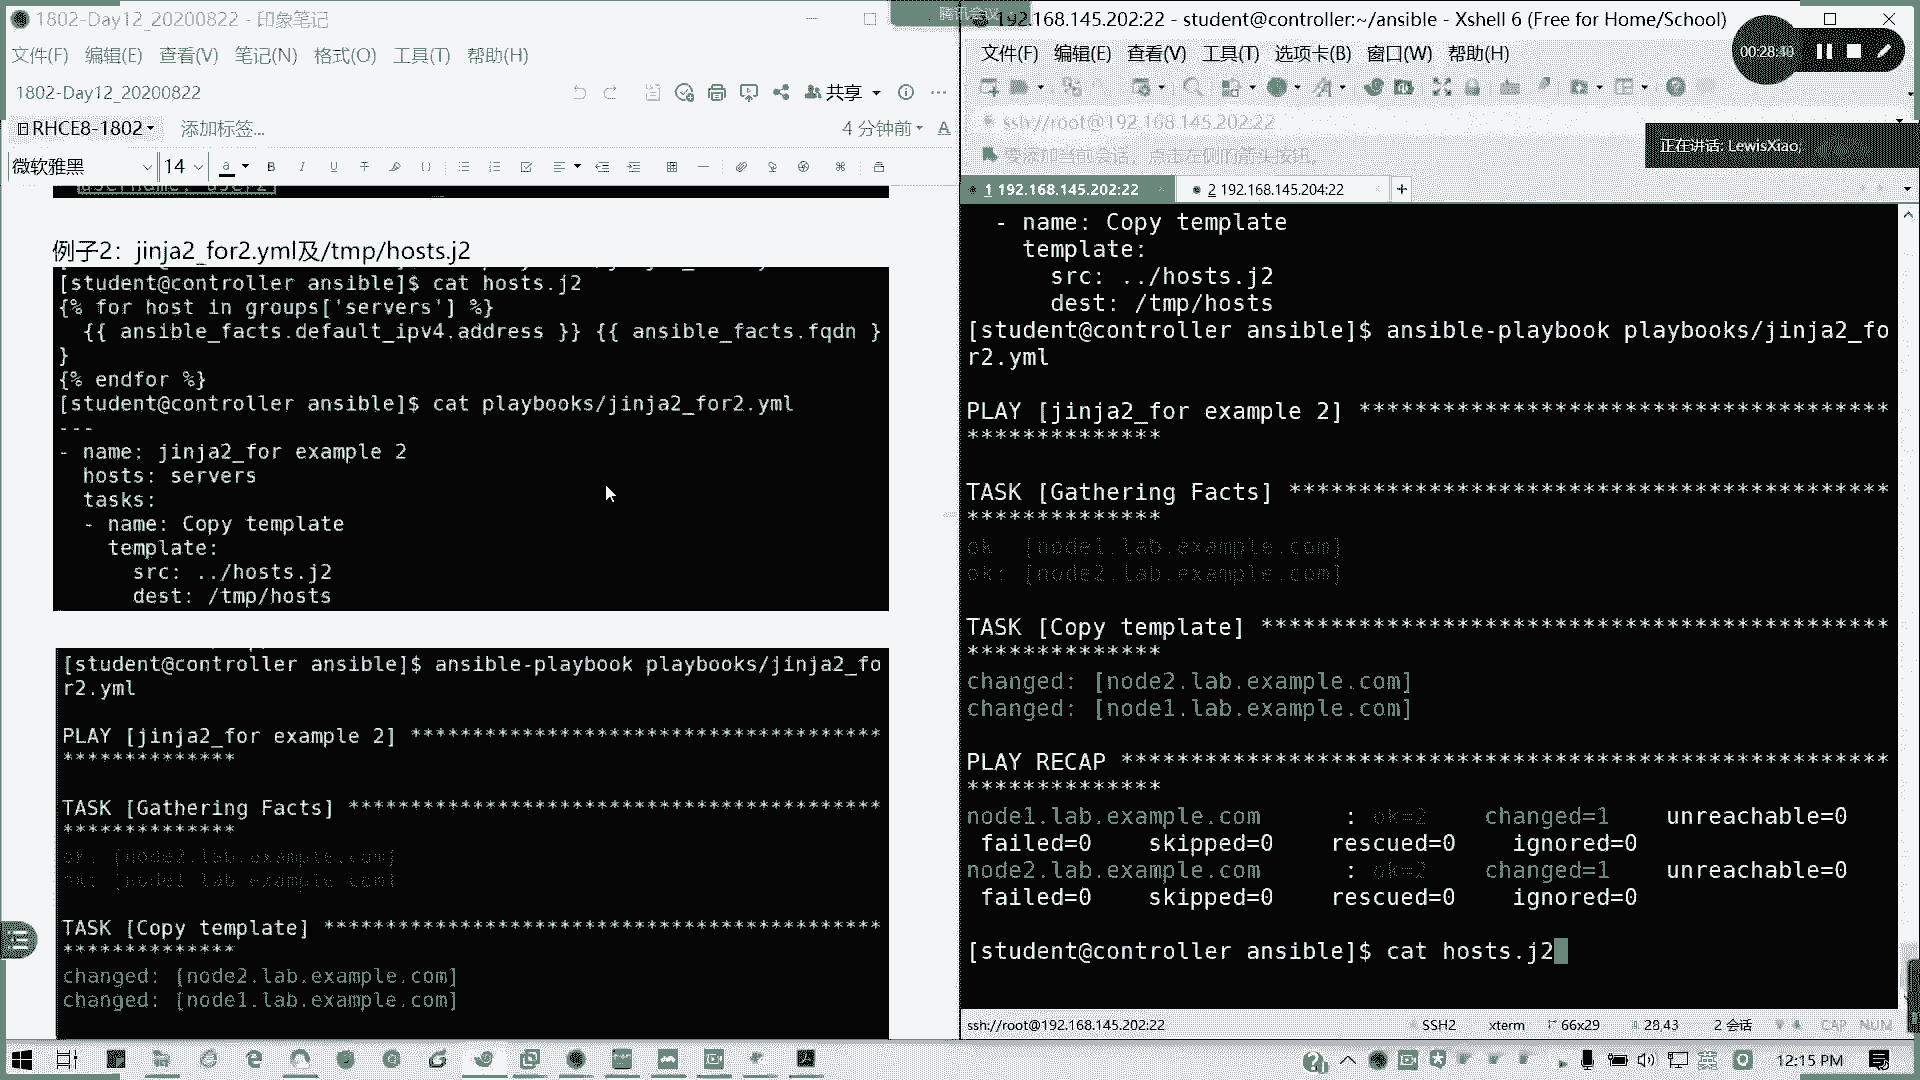 1802-Day12_20200822 - 印象笔记
文件(F) 编辑(E) 查看(V) 笔记(N) 格式(O) 工具(T) 帮助(H)
1802-Day12_20200822
共享
RHCE8-1802
添加标签...
4 分钟前
微软雅黑 14
username: user2
例子2：jinja2_for2.yml及/tmp/hosts.j2
[student@controller ansible]$ cat hosts.j2
{% for host in groups['servers'] %}
{{ ansible_facts.default_ipv4.address }} {{ ansible_facts.fqdn }
}
{% endfor %}
[student@controller ansible]$ cat playbooks/jinja2_for2.yml
---
- name: jinja2_for example 2
hosts: servers
tasks:
- name: Copy template
template:
src: ../hosts.j2
dest: /tmp/hosts
[student@controller ansible]$ ansible-playbook playbooks/jinja2_fo
r2.yml
PLAY [jinja2_for example 2] **************************************
**************
TASK [Gathering Facts] *******************************************
**************
ok: [node2.lab.example.com]
ok: [node1.lab.example.com]
TASK [Copy template] *********************************************
**************
changed: [node2.lab.example.com]
changed: [node1.lab.example.com]
腾讯会议
192.168.145.202:22 - student@controller:~/ansible - Xshell 6 (Free for Home/School)
文件(F) 编辑(E) 查看(V) 工具(T) 选项卡(B) 窗口(W) 帮助(H)
00:28:40
ssh://root@192.168.145.202:22
要添加当前会话，点击左侧的箭头按钮。
正在讲话: LewisXiao;
1 192.168.145.202:22
2 192.168.145.204:22
- name: Copy template
template:
src: ../hosts.j2
dest: /tmp/hosts
[student@controller ansible]$ ansible-playbook playbooks/jinja2_fo
r2.yml
PLAY [jinja2_for example 2] **************************************
**************
TASK [Gathering Facts] *******************************************
**************
ok: [node1.lab.example.com]
ok: [node2.lab.example.com]
TASK [Copy template] *********************************************
**************
changed: [node2.lab.example.com]
changed: [node1.lab.example.com]
PLAY RECAP *******************************************************
**************
node1.lab.example.com : ok=2 changed=1 unreachable=0
failed=0 skipped=0 rescued=0 ignored=0
node2.lab.example.com : ok=2 changed=1 unreachable=0
failed=0 skipped=0 rescued=0 ignored=0
[student@controller ansible]$ cat hosts.j2
ssh://root@192.168.145.202:22 SSH2 xterm 66x29 28,43 2 会话 CAP NUM
英 12:15 PM